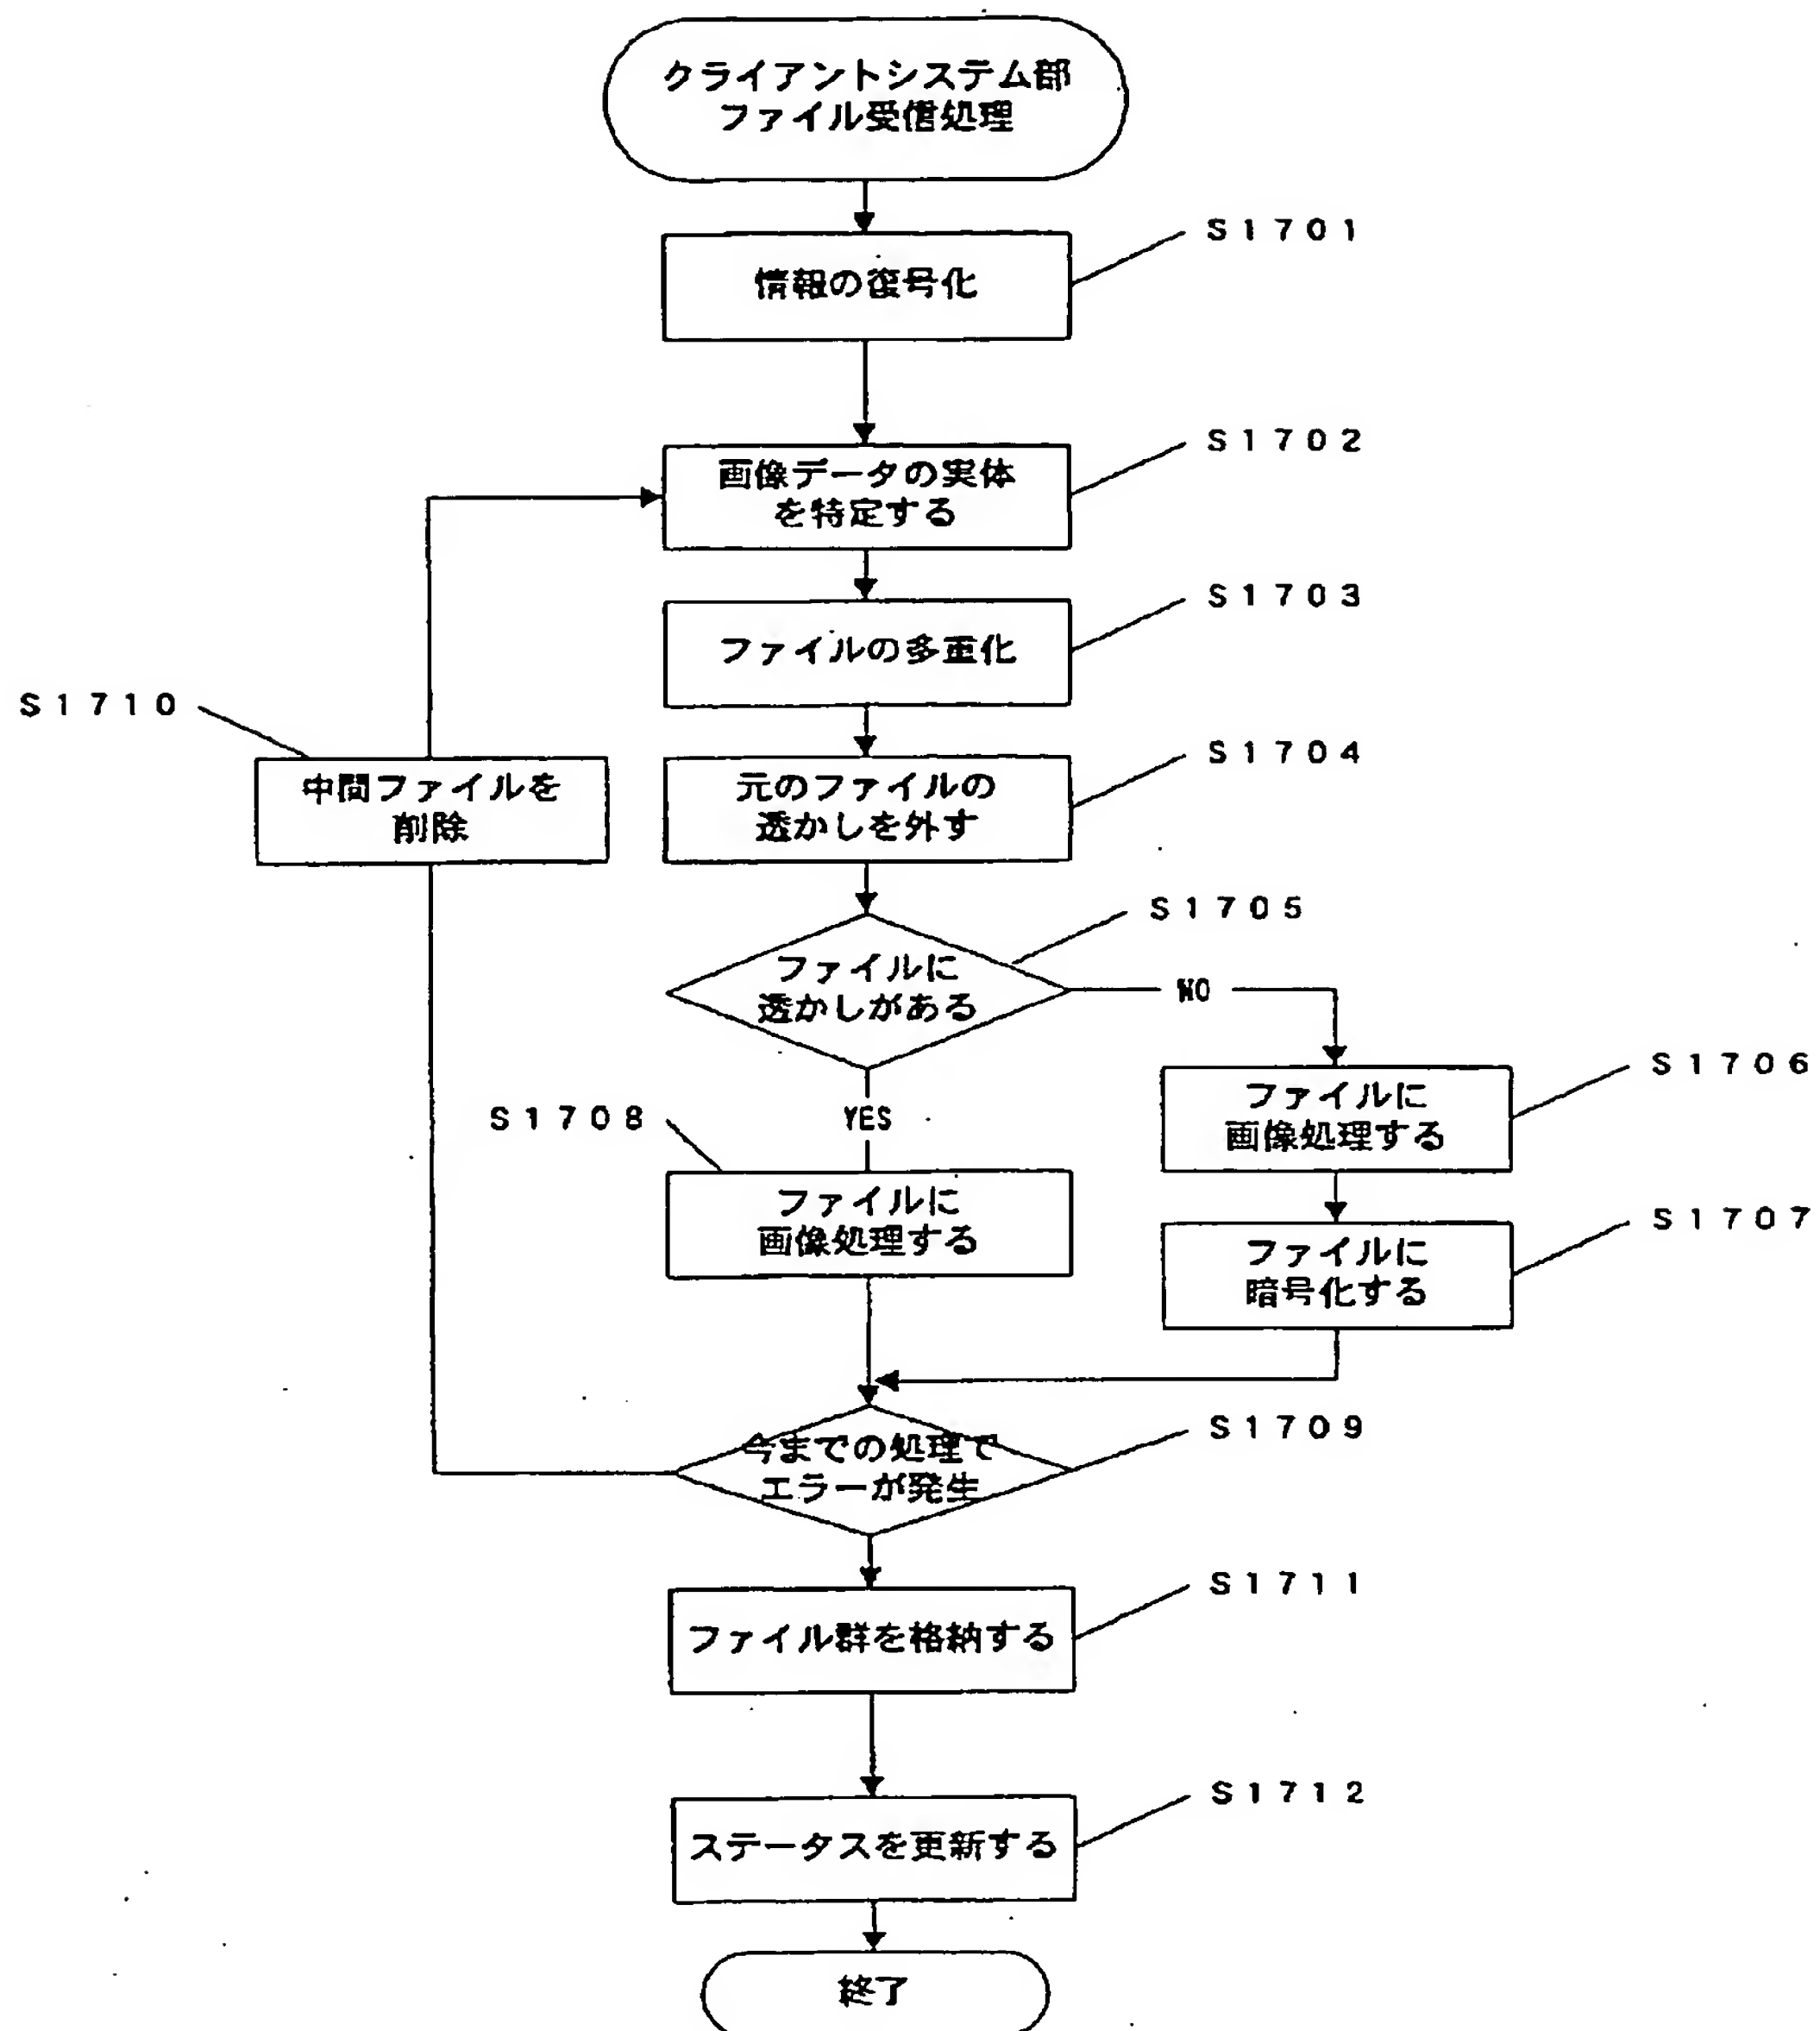 クライアントシステム部
ファイル受信処理
S1701
情報の復号化
S1702
画像データの実体
を特定する
S1703
ファイルの多重化
S1710
中間ファイルを
削除
S1704
元のファイルの
透かしを外す
S1705
ファイルに
透かしがある
NO
S1706
ファイルに
画像処理する
S1708
YES
ファイルに
画像処理する
S1707
ファイルに
暗号化する
S1709
今までの処理で
エラーが発生
S1711
ファイル群を格納する
S1712
ステータスを更新する
終了